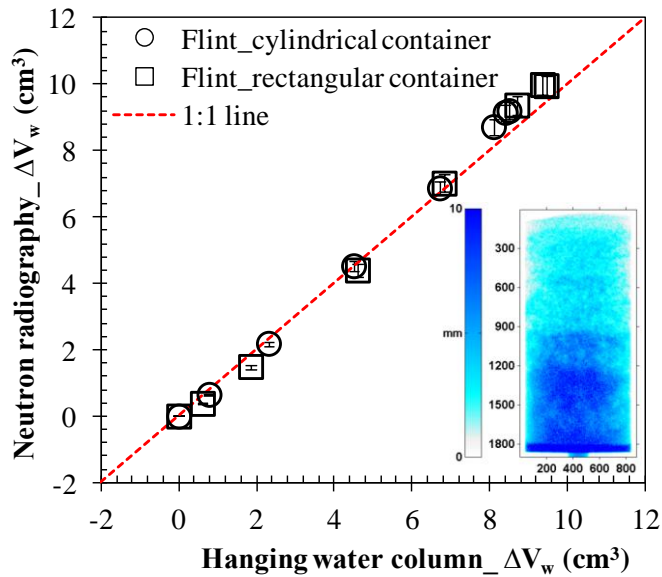 Neutron radiography_ ΔVw (cm³)
12
10
8
6
4
2
0
-2
Flint_cylindrical container
Flint_rectangular container
1:1 line
10
mm
0
300
600
900
1200
1500
1800
200 600 800
-2 0 2 4 6 8 10 12
Hanging water column_ ΔVw (cm³)